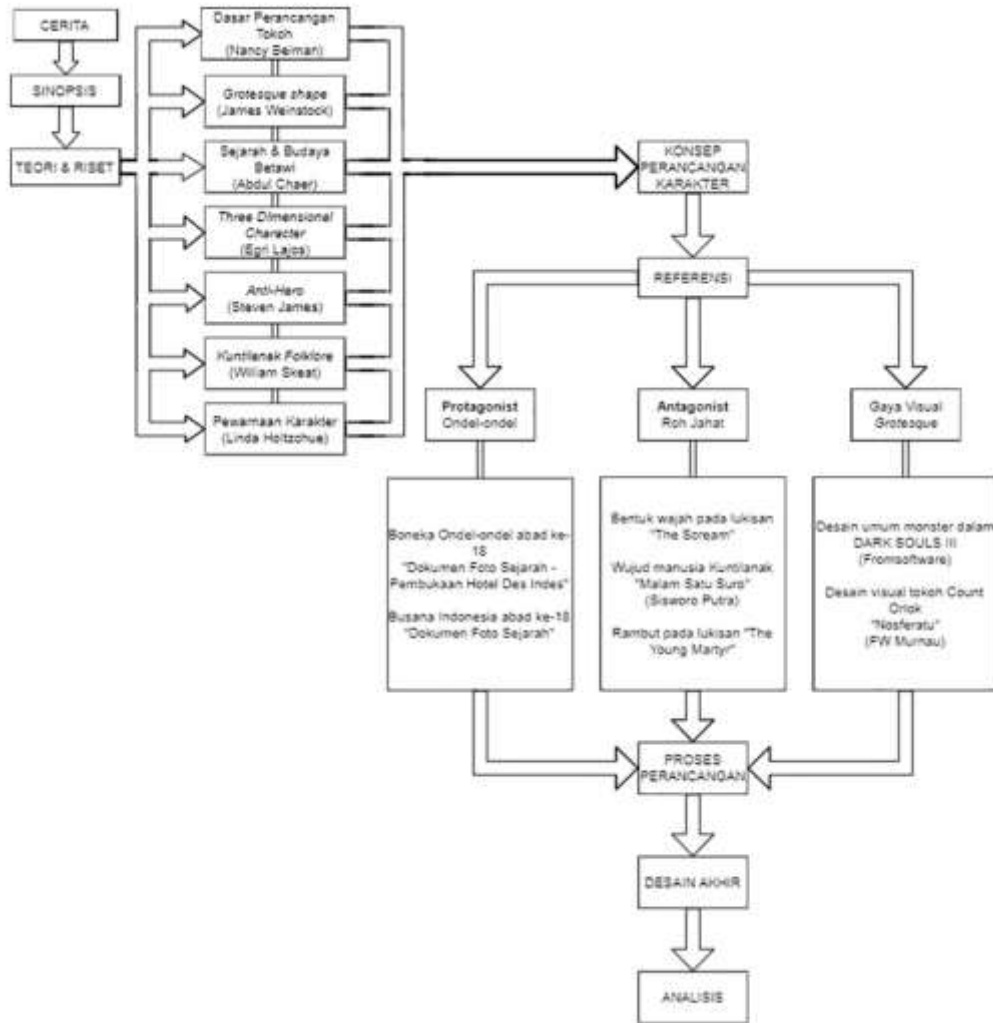 CERITA
SINOPSIS
TEORI & RISET
Dasar Perancangan
Tokoh
(Nancy Beiman)
Grotesque shape
(James Weinstock)
Sejarah & Budaya
Betawi
(Abdul Chaer)
Three Dimensional
Character
(Egri Lajos)
Anti-Hero
(Steven James)
Kuntilanak Folklore
(William Skeat)
Pewarnaan Karakter
(Linda Holtzchue)
KONSEP
PERANCANGAN
KARAKTER
REFERENSI
Protagonist
Ondel-ondel
Antagonist
Roh Jahat
Gaya Visual
Grotesque
Boneka Ondel-ondel abad ke-
18
"Dokumen Foto Sejarah -
Pembukaan Hotel Des Indes"
Busana Indonesia abad ke-18
"Dokumen Foto Sejarah"
Bentuk wajah pada lukisan
"The Scream"
Wujud manusia Kuntilanak
"Malam Satu Suro"
(Sisworo Putra)
Rambut pada lukisan "The
Young Martyr"
Desain umum monster dalam
DARK SOULS III
(Fromsoftware)
Desain visual tokoh Count
Orlok
"Nosferatu"
(FW Murnau)
PROSES
PERANCANGAN
DESAIN AKHIR
ANALISIS